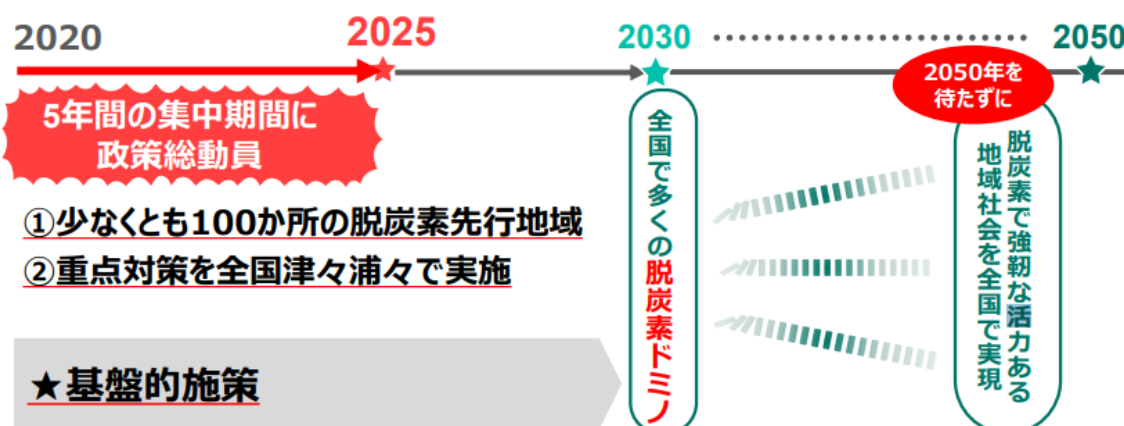 2020
2025
2030
2050
5年間の集中期間に
政策総動員
①少なくとも100か所の脱炭素先行地域
②重点対策を全国津々浦々で実施
★基盤的施策
全国で多くの脱炭素ドミノ
2050年を
待たずに
脱炭素で強靭な活力ある
地域社会を全国で実現